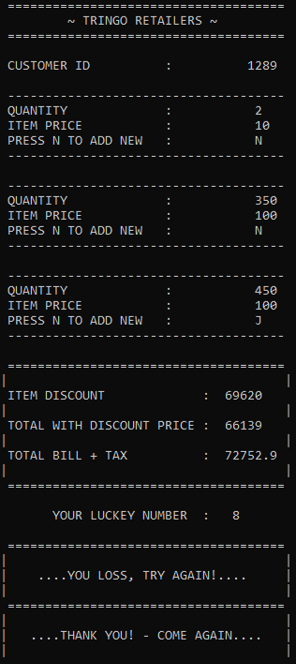 =====================================
~ TRINGO RETAILERS ~
=====================================
CUSTOMER ID : 1289
-------------------------------------
QUANTITY : 2
ITEM PRICE : 10
PRESS N TO ADD NEW : N
-------------------------------------
-------------------------------------
QUANTITY : 350
ITEM PRICE : 100
PRESS N TO ADD NEW : N
-------------------------------------
-------------------------------------
QUANTITY : 450
ITEM PRICE : 100
PRESS N TO ADD NEW : J
-------------------------------------
=====================================
| |
ITEM DISCOUNT : 69620
| |
TOTAL WITH DISCOUNT PRICE : 66139
| |
TOTAL BILL + TAX : 72752.9
| |
=====================================
YOUR LUCKEY NUMBER : 8
=====================================
| |
| ....YOU LOSS, TRY AGAIN!.... |
| |
=====================================
| |
| ....THANK YOU! - COME AGAIN.... |
| |